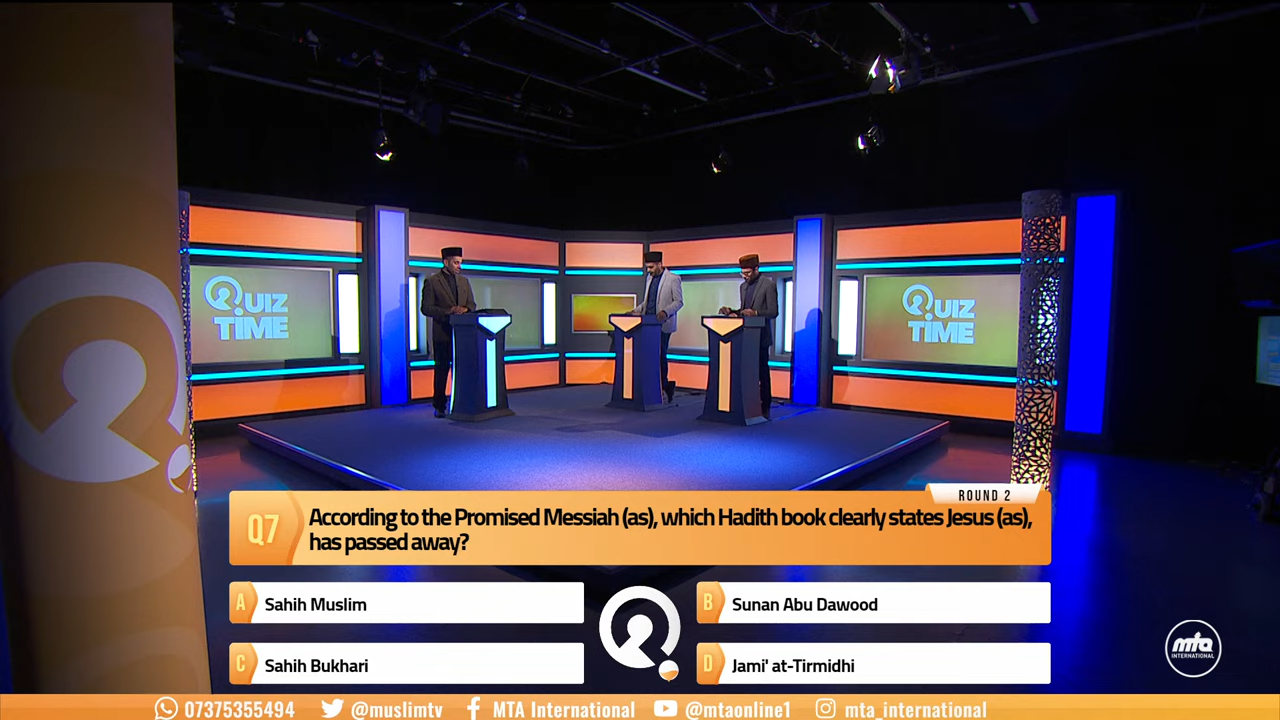 QUIZ
TIME
QUIZ
TIME
ROUND 2
Q7
According to the Promised Messiah (as), which Hadith book clearly states Jesus (as),
has passed away?
A Sahih Muslim
B Sunan Abu Dawood
C Sahih Bukhari
D Jami' at-Tirmidhi
mta
INTERNATIONAL
07375355494 @muslimtv MTA International @mtaonline1 mta_international